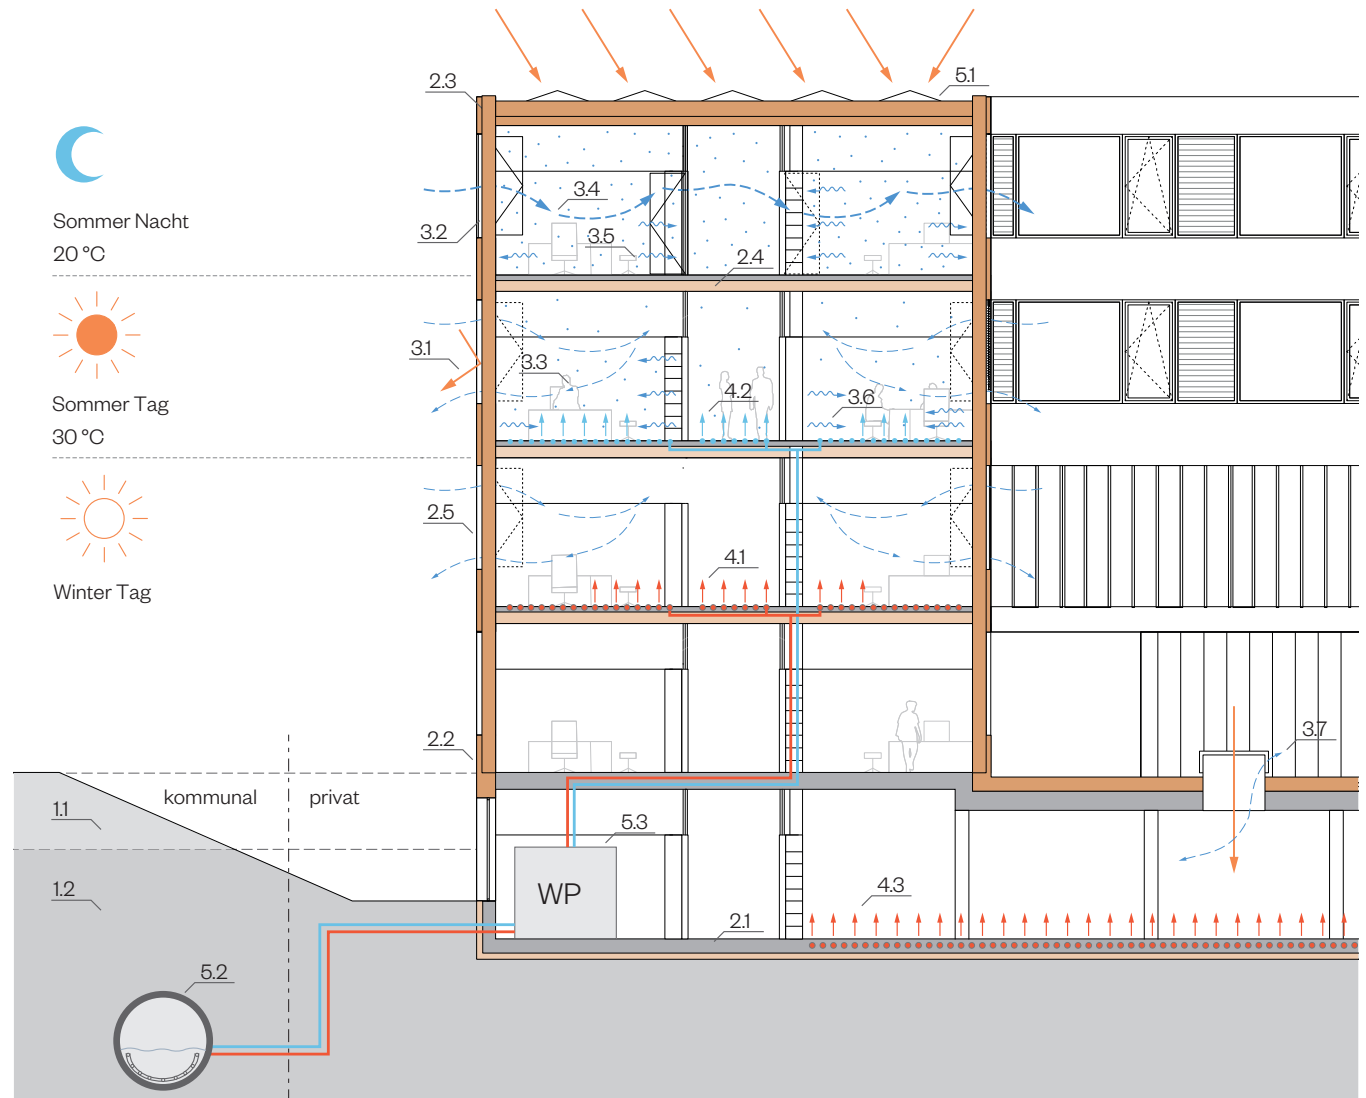 5.1
2.3
Sommer Nacht
20 °C
3.4
3.2
3.5
2.4
3.1
3.3
4.2
3.6
Sommer Tag
30 °C
2.5
4.1
Winter Tag
2.2
3.7
kommunal
privat
1.1
5.3
WP
1.2
4.3
2.1
5.2